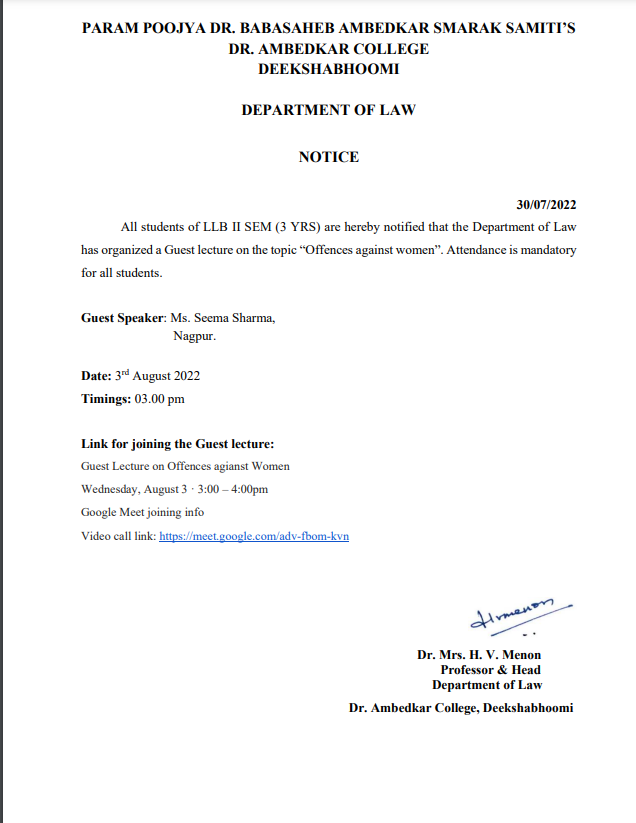 PARAM POOJYA DR. BABASAHEB AMBEDKAR SMARAK SAMITI’S
DR. AMBEDKAR COLLEGE
DEEKSHABHOOMI
DEPARTMENT OF LAW
NOTICE
30/07/2022
All students of LLB II SEM (3 YRS) are hereby notified that the Department of Law
has organized a Guest lecture on the topic “Offences against women”. Attendance is mandatory
for all students.
Guest Speaker: Ms. Seema Sharma,
Nagpur.
Date: 3rd August 2022
Timings: 03.00 pm
Link for joining the Guest lecture:
Guest Lecture on Offences agianst Women
Wednesday, August 3 · 3:00 – 4:00pm
Google Meet joining info
Video call link: https://meet.google.com/adv-fbom-kvn
Hvmenon
Dr. Mrs. H. V. Menon
Professor & Head
Department of Law
Dr. Ambedkar College, Deekshabhoomi